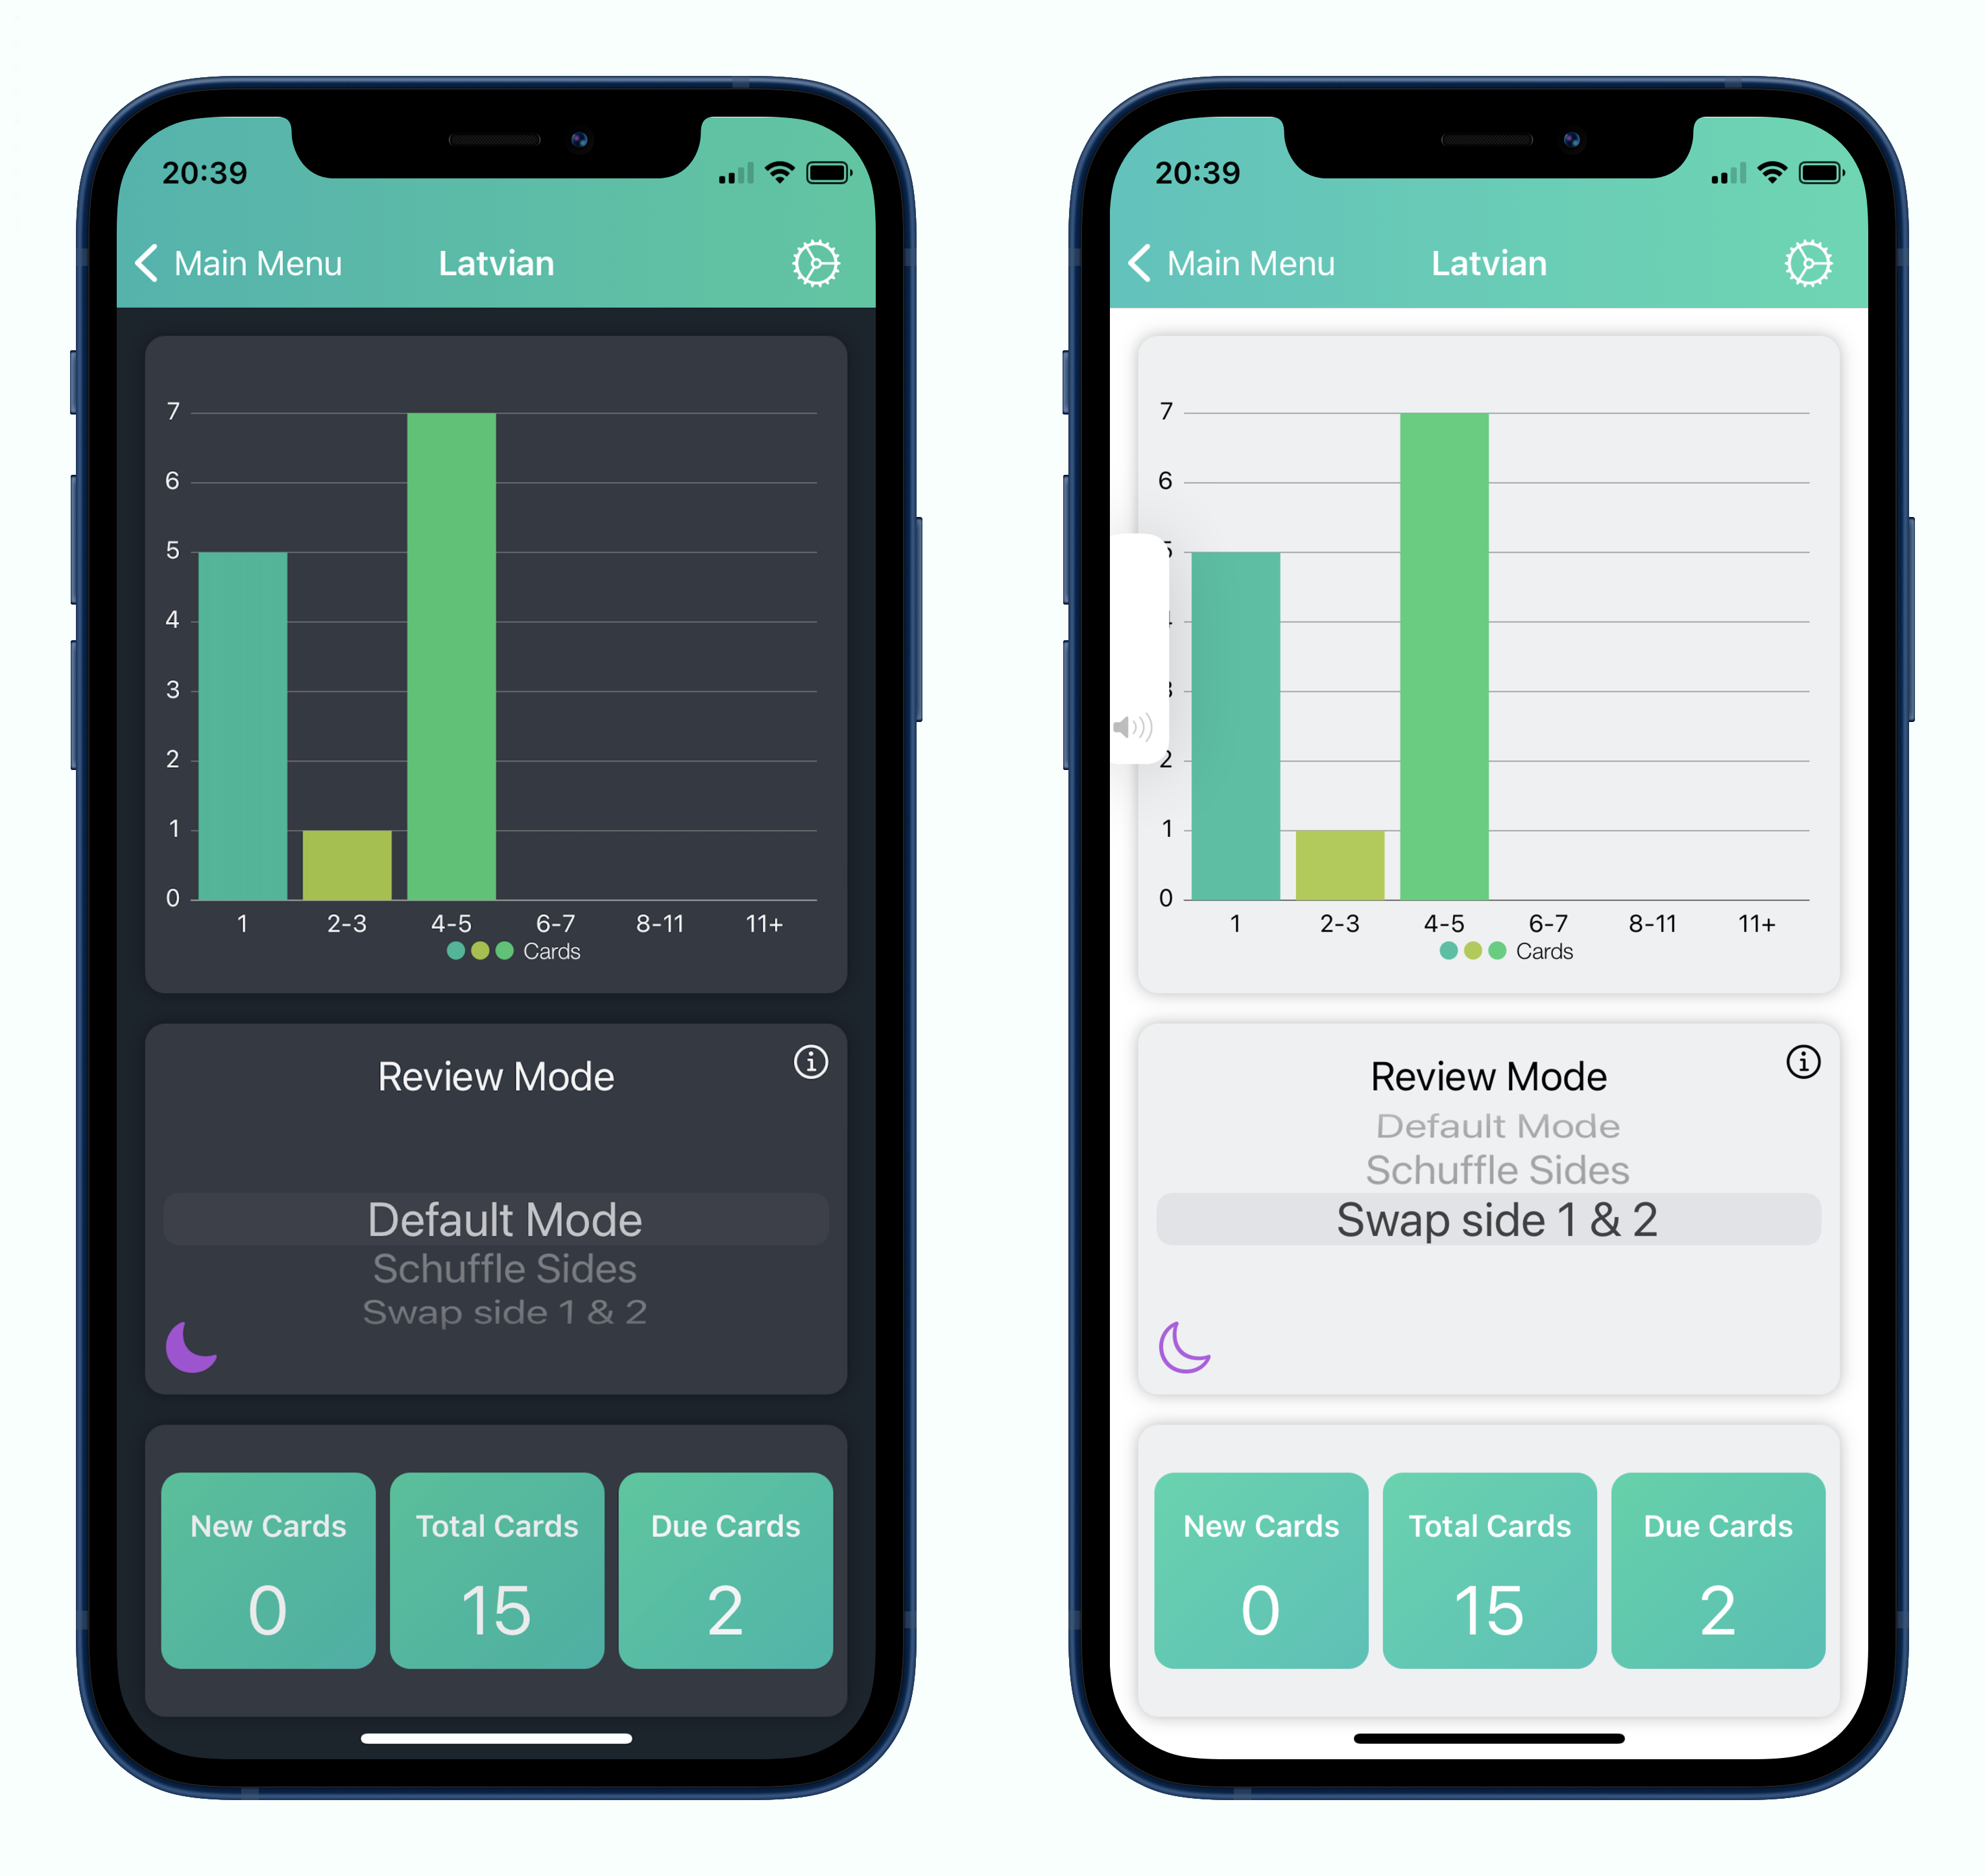 20:39
Main Menu
Latvian
7
6
5
4
3
2
1
0
1 2-3 4-5 6-7 8-11 11+
Cards
Review Mode
Default Mode
Schuffle Sides
Swap side 1 & 2
New Cards Total Cards Due Cards
0 15 2
20:39
Main Menu
Latvian
7
6
2
1
0
1 2-3 4-5 6-7 8-11 11+
Cards
Review Mode
Default Mode
Schuffle Sides
Swap side 1 & 2
New Cards Total Cards Due Cards
0 15 2